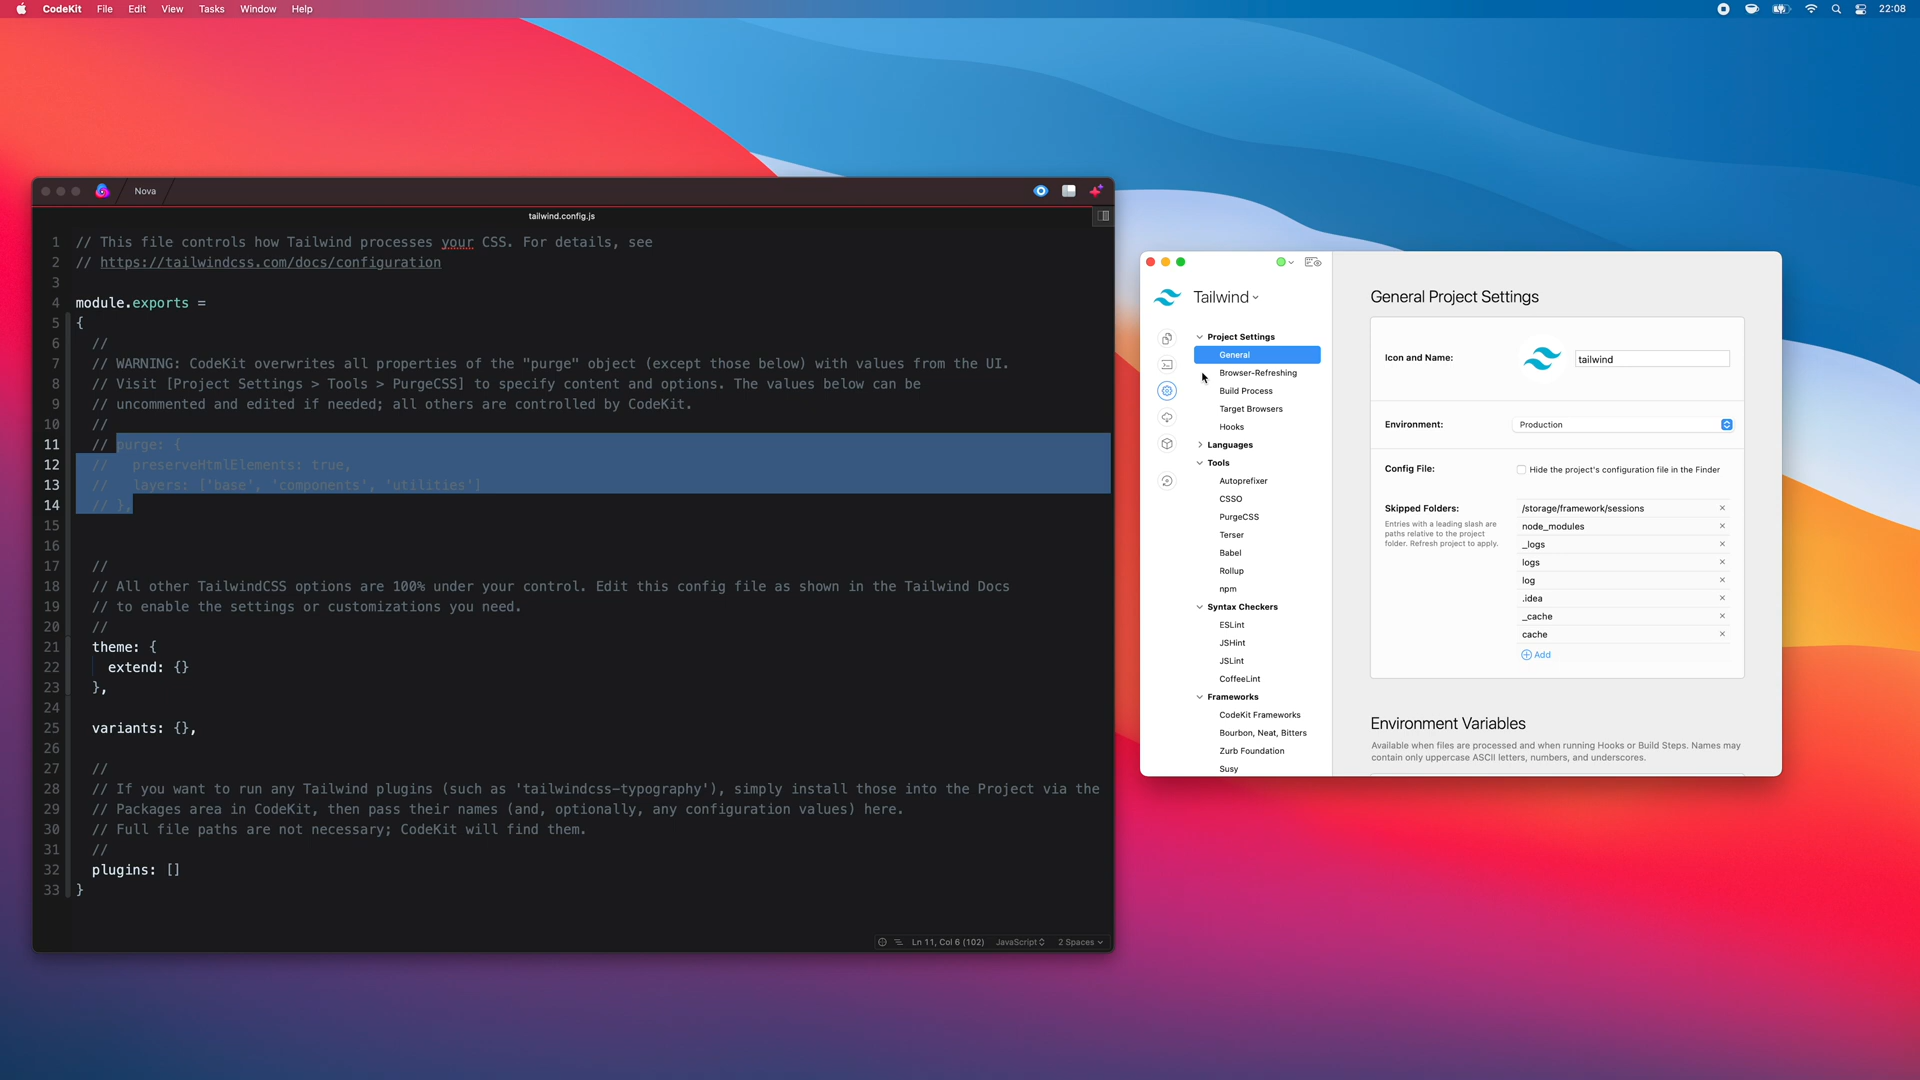 CodeKit File Edit View Tasks Window Help
22:08
Nova
tailwind.config.js
1 // This file controls how Tailwind processes your CSS. For details, see
2 // https://tailwindcss.com/docs/configuration
3
4 module.exports =
5 {
6 //
7 // WARNING: CodeKit overwrites all properties of the "purge" object (except those below) with values from the UI.
8 // Visit [Project Settings > Tools > PurgeCSS] to specify content and options. The values below can be
9 // uncommented and edited if needed; all others are controlled by CodeKit.
10 //
11 // purge: {
12 //   preserveHtmlElements: true,
13 //   layers: ['base', 'components', 'utilities']
14 // },
15
16
17 //
18 // All other TailwindCSS options are 100% under your control. Edit this config file as shown in the Tailwind Docs
19 // to enable the settings or customizations you need.
20 //
21 theme: {
22 extend: {}
23 },
24
25 variants: {},
26
27 //
28 // If you want to run any Tailwind plugins (such as 'tailwindcss-typography'), simply install those into the Project via the
29 // Packages area in CodeKit, then pass their names (and, optionally, any configuration values) here.
30 // Full file paths are not necessary; CodeKit will find them.
31 //
32 plugins: []
33 }
Ln 11, Col 6 (102) JavaScript 2 Spaces
Tailwind
Project Settings
General
Browser-Refreshing
Build Process
Target Browsers
Hooks
Languages
Tools
Autoprefixer
CSSO
PurgeCSS
Terser
Babel
Rollup
npm
Syntax Checkers
ESLint
JSHint
JSLint
CoffeeLint
Frameworks
CodeKit Frameworks
Bourbon, Neat, Bitters
Zurb Foundation
Susy
General Project Settings
Icon and Name: tailwind
Environment: Production
Config File: Hide the project's configuration file in the Finder
Skipped Folders:
Entries with a leading slash are
paths relative to the project
folder. Refresh project to apply.
/storage/framework/sessions
node_modules
_logs
logs
log
.idea
_cache
cache
Add
Environment Variables
Available when files are processed and when running Hooks or Build Steps. Names may
contain only uppercase ASCII letters, numbers, and underscores.